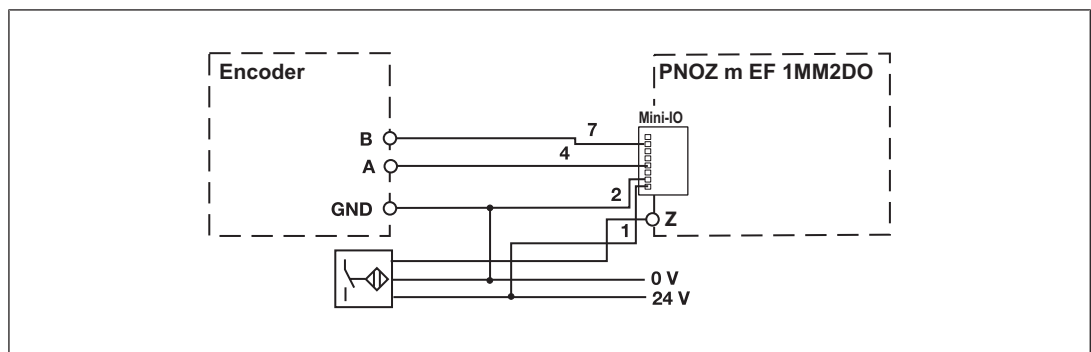 Encoder
PNOZ m EF 1MM2DO
Mini-IO
B
7
A
4
GND
2
Z
1
0 V
24 V